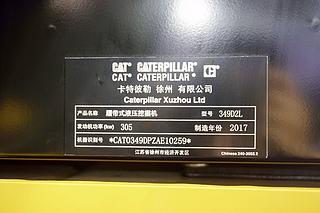 CAT® CATERPILLAR®
CAT® CATERPILLAR®
卡特彼勒 徐州 有限公司
Caterpillar Xuzhou Ltd
产品名称 履带式液压挖掘机 型号 349D2L
发动机功率(kw) 305 制造年份 2017
机器识别号 *CAT0349DPZAE10259*
江苏省徐州市经济开发区